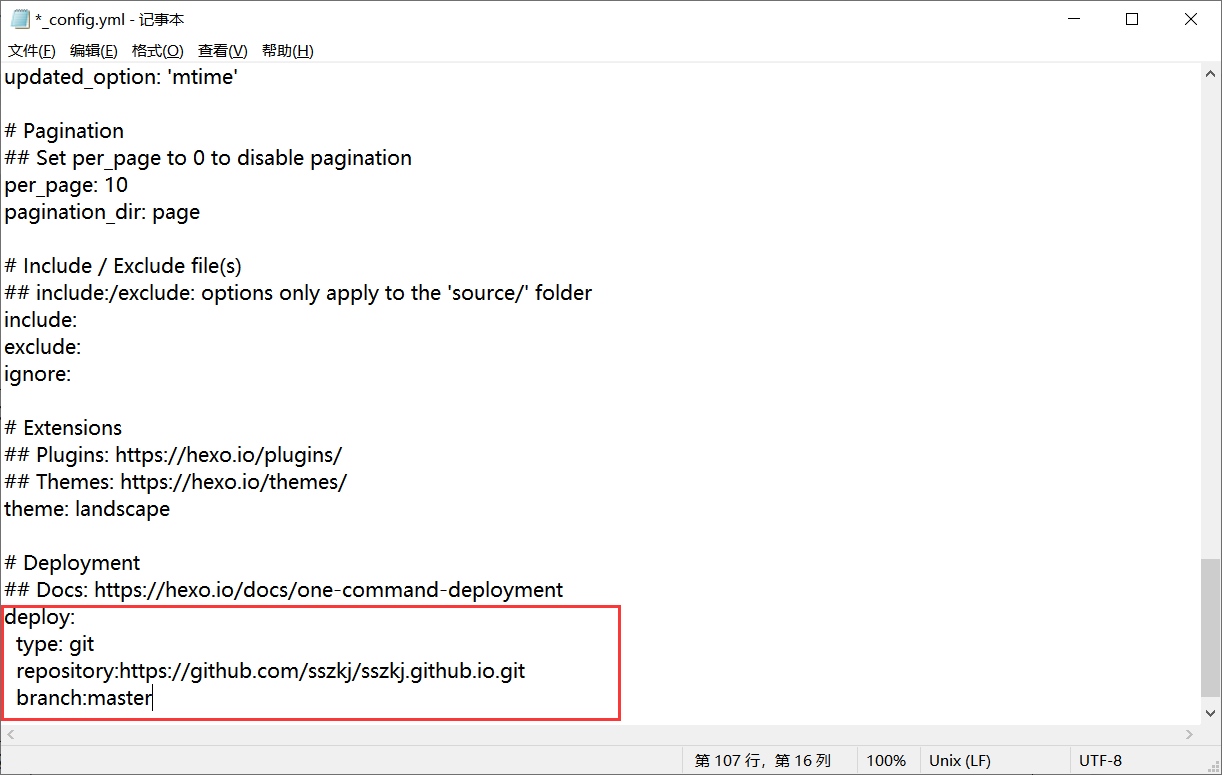 *_config.yml - 记事本
文件(F) 编辑(E) 格式(O) 查看(V) 帮助(H)
updated_option: 'mtime'

# Pagination
## Set per_page to 0 to disable pagination
per_page: 10
pagination_dir: page

# Include / Exclude file(s)
## include:/exclude: options only apply to the 'source/' folder
include:
exclude:
ignore:

# Extensions
## Plugins: https://hexo.io/plugins/
## Themes: https://hexo.io/themes/
theme: landscape

# Deployment
## Docs: https://hexo.io/docs/one-command-deployment
deploy:
  type: git
  repository:https://github.com/sszkj/sszkj.github.io.git
  branch:master
第 107 行，第 16 列 100% Unix (LF) UTF-8